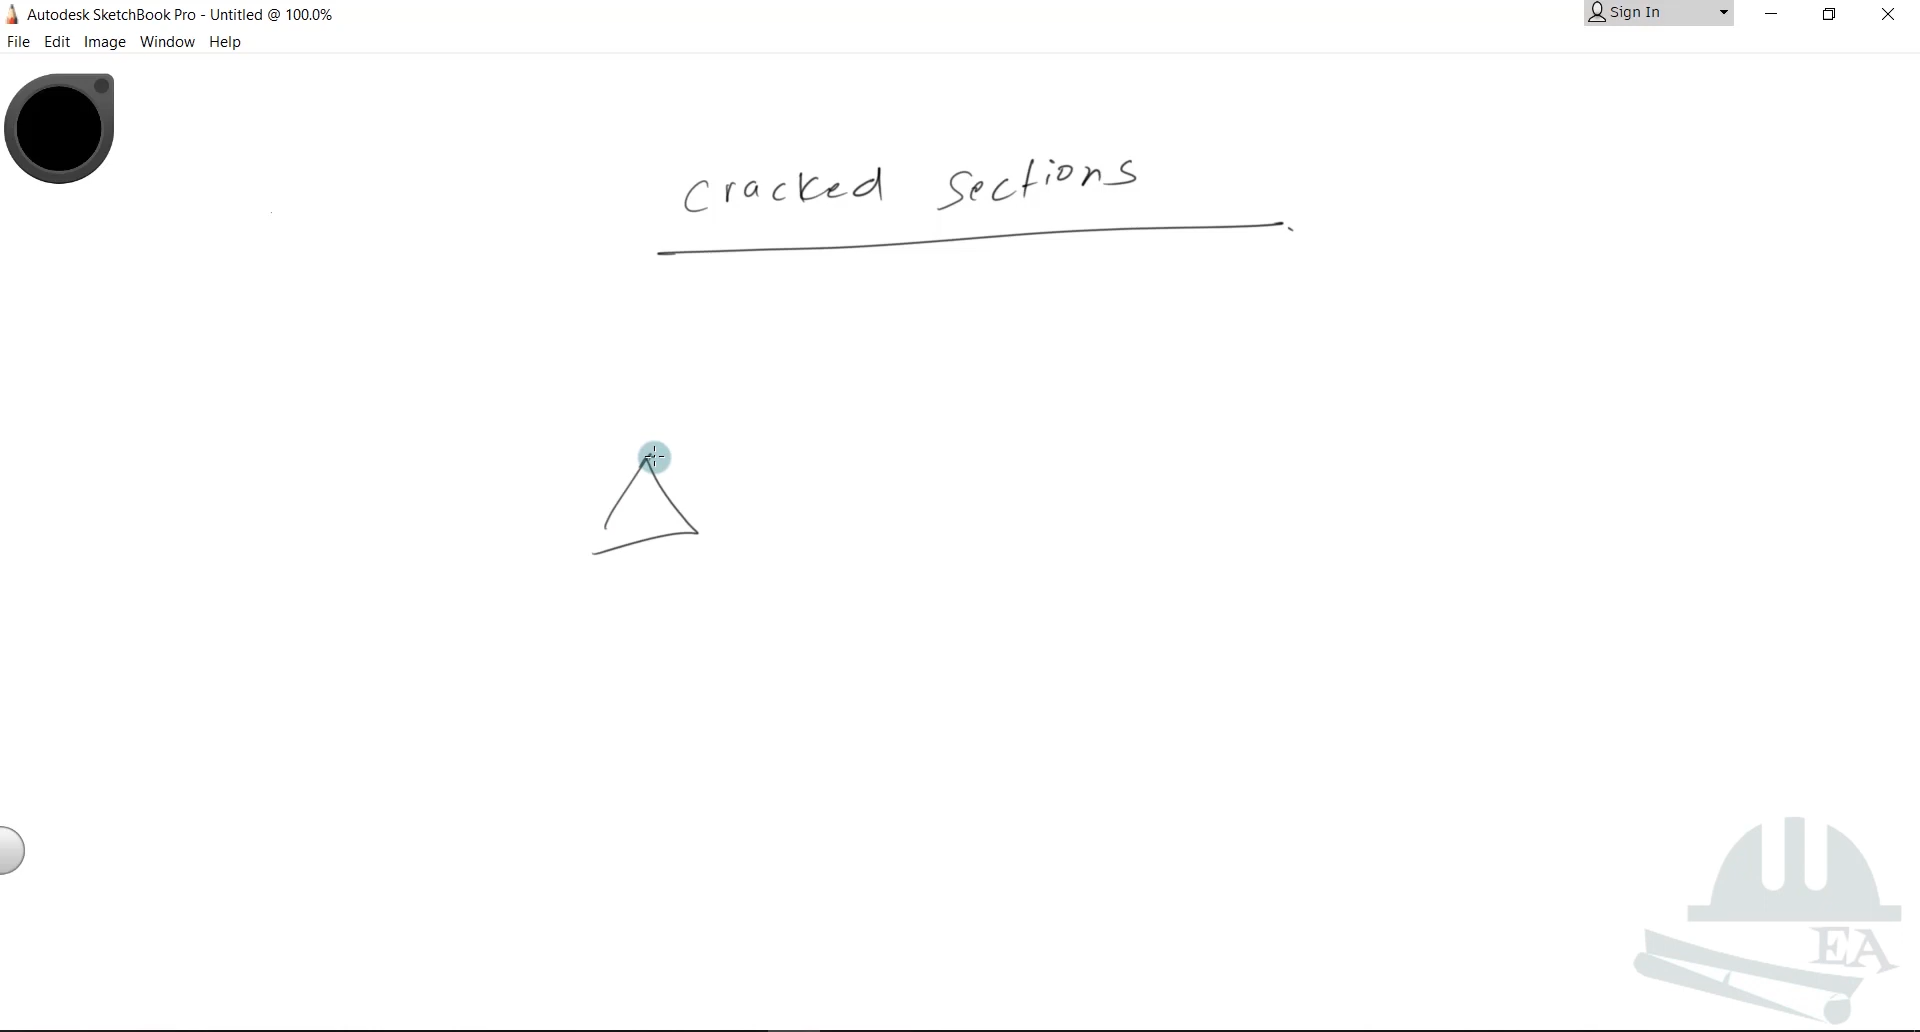 Autodesk SketchBook Pro - Untitled @ 100.0%
Sign In
File Edit Image Window Help
Cracked Sections
EA